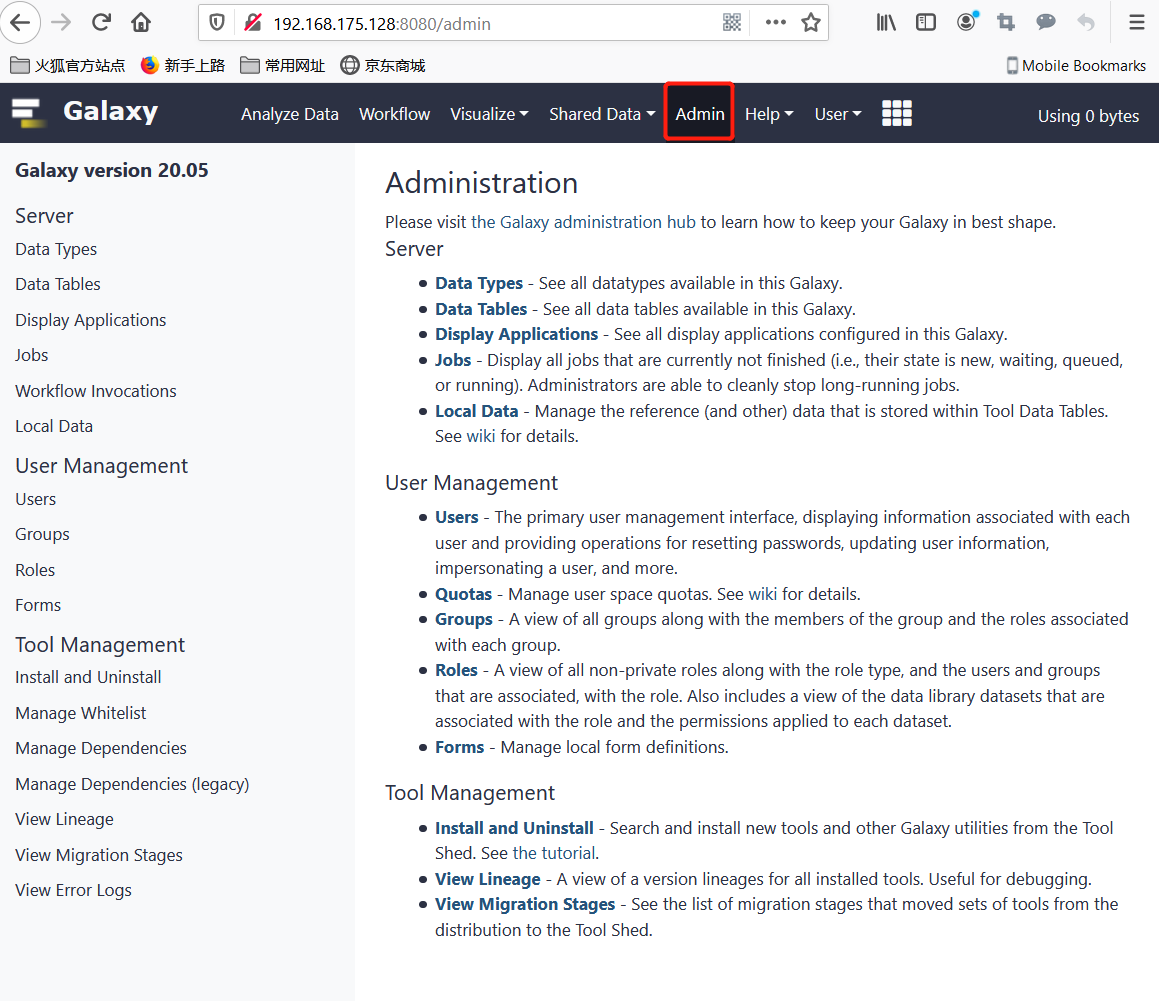 192.168.175.128:8080/admin
火狐官方站点 新手上路 常用网址 京东商城 Mobile Bookmarks
Galaxy Analyze Data Workflow Visualize Shared Data Admin Help User Using 0 bytes
Galaxy version 20.05
Server
Data Types
Data Tables
Display Applications
Jobs
Workflow Invocations
Local Data
User Management
Users
Groups
Roles
Forms
Tool Management
Install and Uninstall
Manage Whitelist
Manage Dependencies
Manage Dependencies (legacy)
View Lineage
View Migration Stages
View Error Logs
Administration
Please visit the Galaxy administration hub to learn how to keep your Galaxy in best shape.
Server
Data Types - See all datatypes available in this Galaxy.
Data Tables - See all data tables available in this Galaxy.
Display Applications - See all display applications configured in this Galaxy.
Jobs - Display all jobs that are currently not finished (i.e., their state is new, waiting, queued,
or running). Administrators are able to cleanly stop long-running jobs.
Local Data - Manage the reference (and other) data that is stored within Tool Data Tables.
See wiki for details.
User Management
Users - The primary user management interface, displaying information associated with each
user and providing operations for resetting passwords, updating user information,
impersonating a user, and more.
Quotas - Manage user space quotas. See wiki for details.
Groups - A view of all groups along with the members of the group and the roles associated
with each group.
Roles - A view of all non-private roles along with the role type, and the users and groups
that are associated, with the role. Also includes a view of the data library datasets that are
associated with the role and the permissions applied to each dataset.
Forms - Manage local form definitions.
Tool Management
Install and Uninstall - Search and install new tools and other Galaxy utilities from the Tool
Shed. See the tutorial.
View Lineage - A view of a version lineages for all installed tools. Useful for debugging.
View Migration Stages - See the list of migration stages that moved sets of tools from the
distribution to the Tool Shed.